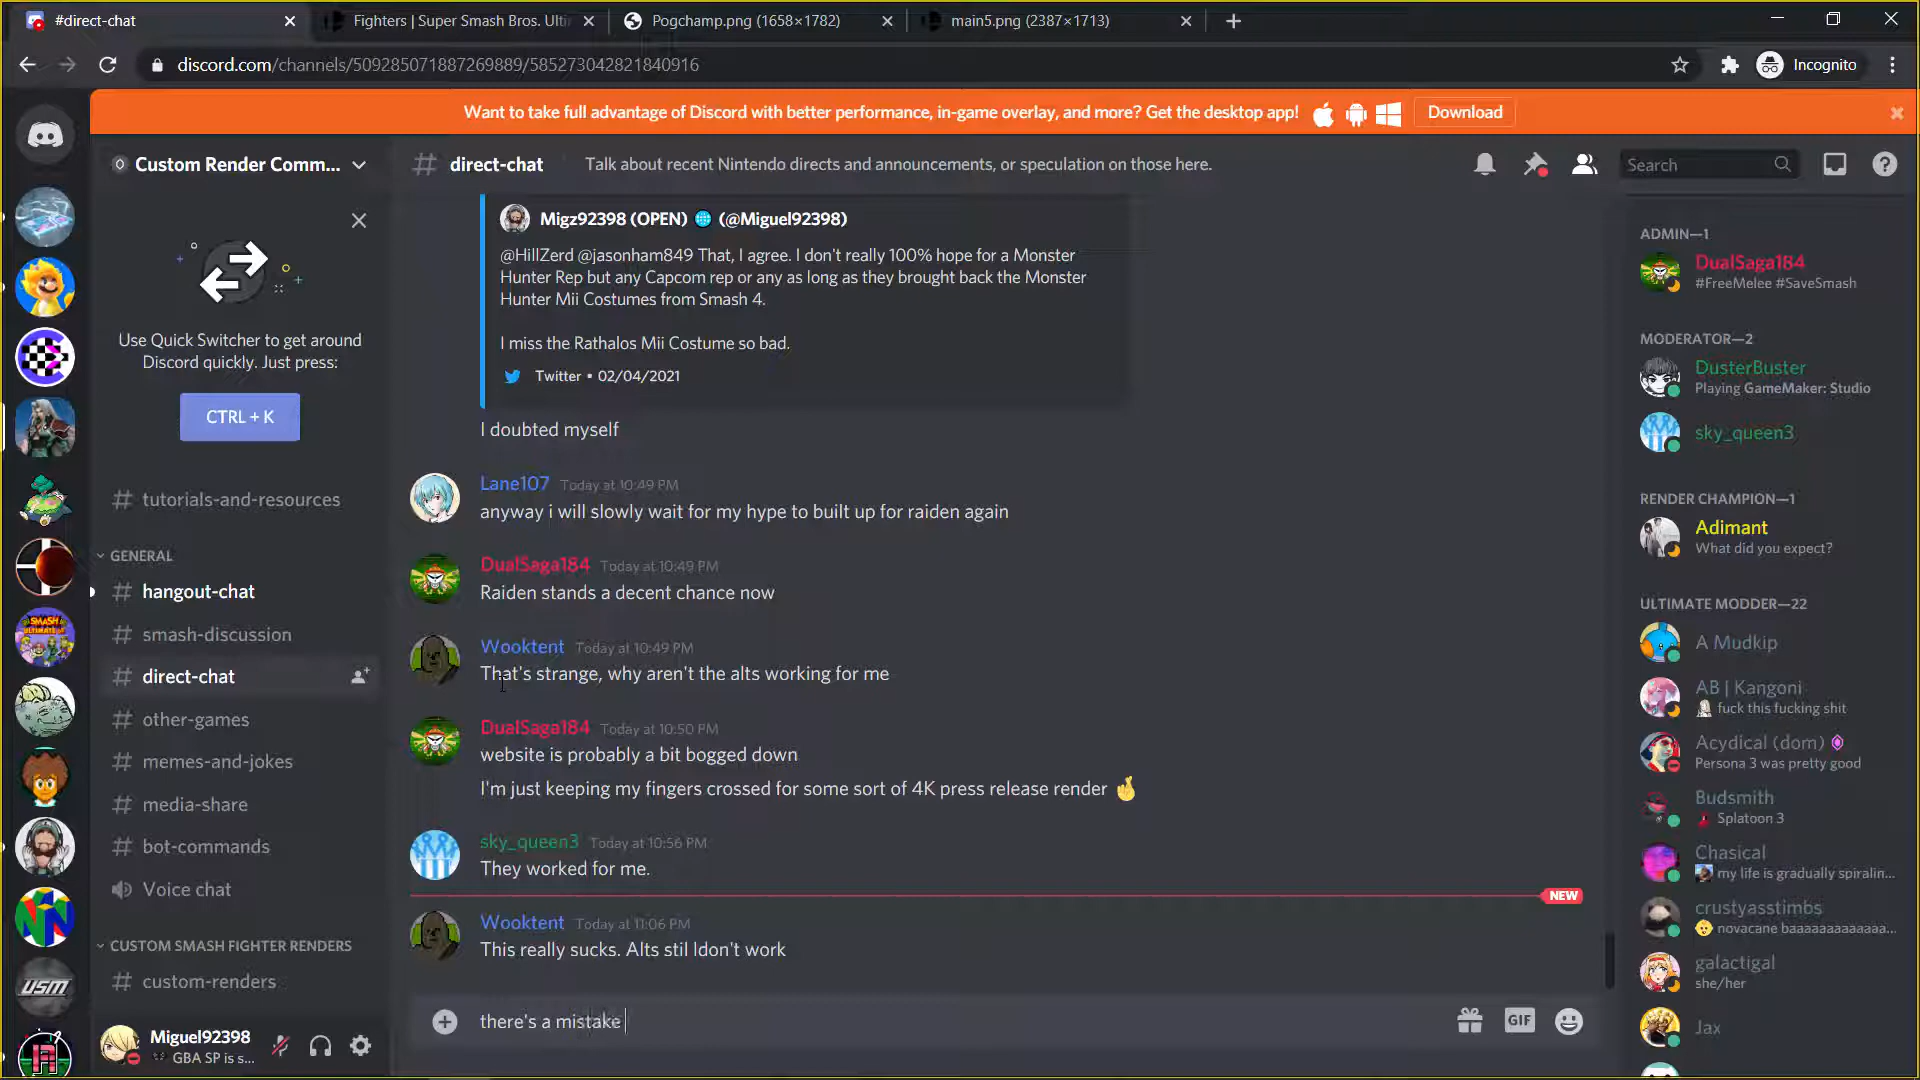 #direct-chat
Fighters | Super Smash Bros. Ulti
Pogchamp.png (1658×1782)
main5.png (2387×1713)
discord.com/channels/509285071887269889/585273042821840916
Incognito
Want to take full advantage of Discord with better performance, in-game overlay, and more? Get the desktop app!
Download
Custom Render Comm...
direct-chat
Talk about recent Nintendo directs and announcements, or speculation on those here.
Search
Use Quick Switcher to get around
Discord quickly. Just press:
CTRL + K
tutorials-and-resources
GENERAL
hangout-chat
smash-discussion
direct-chat
other-games
memes-and-jokes
media-share
bot-commands
Voice chat
CUSTOM SMASH FIGHTER RENDERS
custom-renders
SMASH
ULTIMATE
USM
Miguel92398
GBA SP is s...
Migz92398 (OPEN) 🌐 (@Miguel92398)
@HillZerd @jasonham849 That, I agree. I don't really 100% hope for a Monster
Hunter Rep but any Capcom rep or any as long as they brought back the Monster
Hunter Mii Costumes from Smash 4.
I miss the Rathalos Mii Costume so bad.
Twitter • 02/04/2021
I doubted myself
Lane107 Today at 10:49 PM
anyway i will slowly wait for my hype to built up for raiden again
DualSaga184 Today at 10:49 PM
Raiden stands a decent chance now
Wooktent Today at 10:49 PM
That's strange, why aren't the alts working for me
DualSaga184 Today at 10:50 PM
website is probably a bit bogged down
I'm just keeping my fingers crossed for some sort of 4K press release render 🤞
sky_queen3 Today at 10:56 PM
They worked for me.
NEW
Wooktent Today at 11:06 PM
This really sucks. Alts stil ldon't work
there's a mistake
GIF
ADMIN—1
DualSaga184
#FreeMelee #SaveSmash
MODERATOR—2
DusterBuster
Playing GameMaker: Studio
sky_queen3
RENDER CHAMPION—1
Adimant
What did you expect?
ULTIMATE MODDER—22
A Mudkip
AB | Kangoni
fuck this fucking shit
Acydical (dom)
Persona 3 was pretty good
Budsmith
Splatoon 3
Chasical
my life is gradually spiralin...
crustyasstimbs
novacane baaaaaaaaaaaaa...
galactigal
she/her
Jax